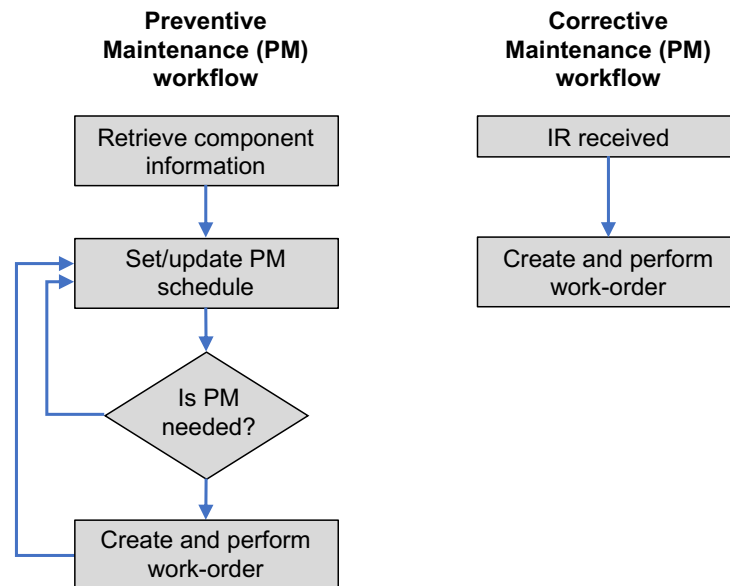 Preventive
Maintenance (PM)
workflow
Retrieve component
information
Set/update PM
schedule
Is PM
needed?
Create and perform
work-order
Corrective
Maintenance (PM)
workflow
IR received
Create and perform
work-order